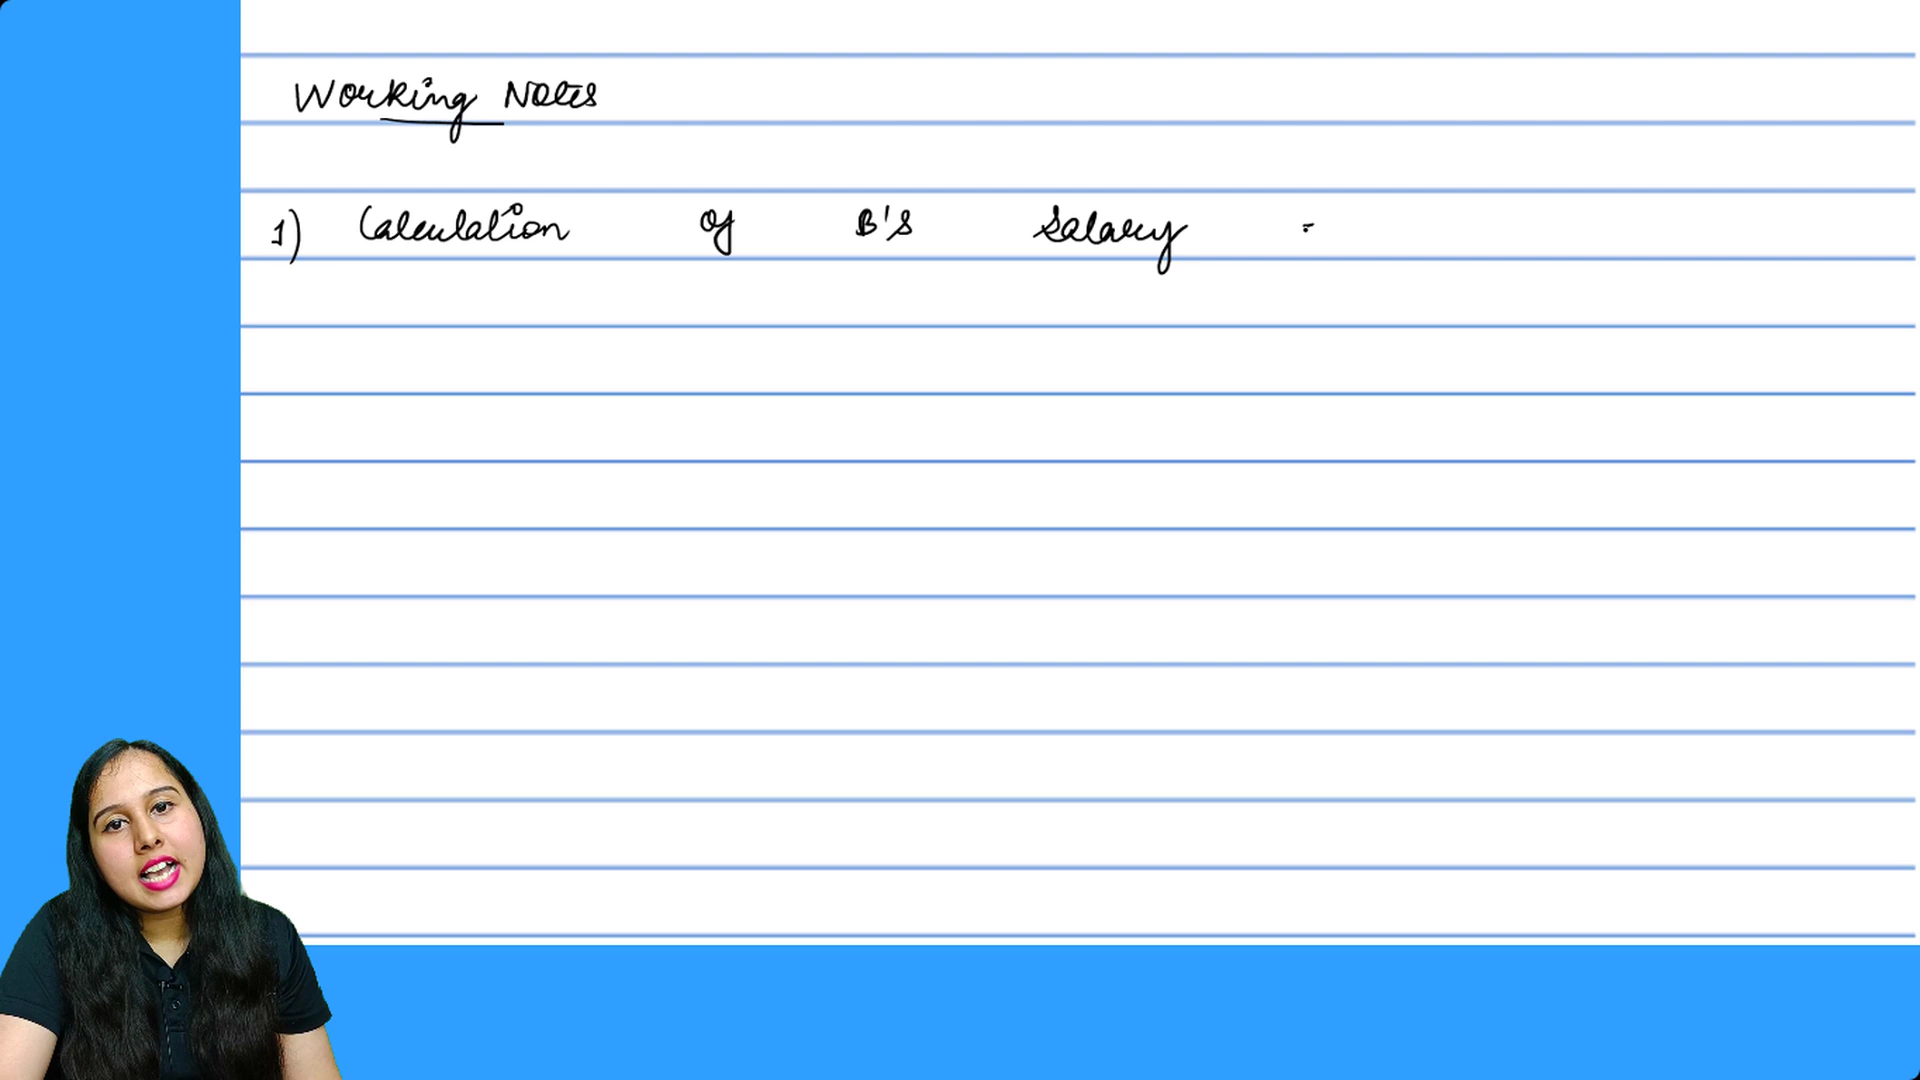 Working Notes
1) Calculation of B's Salary =